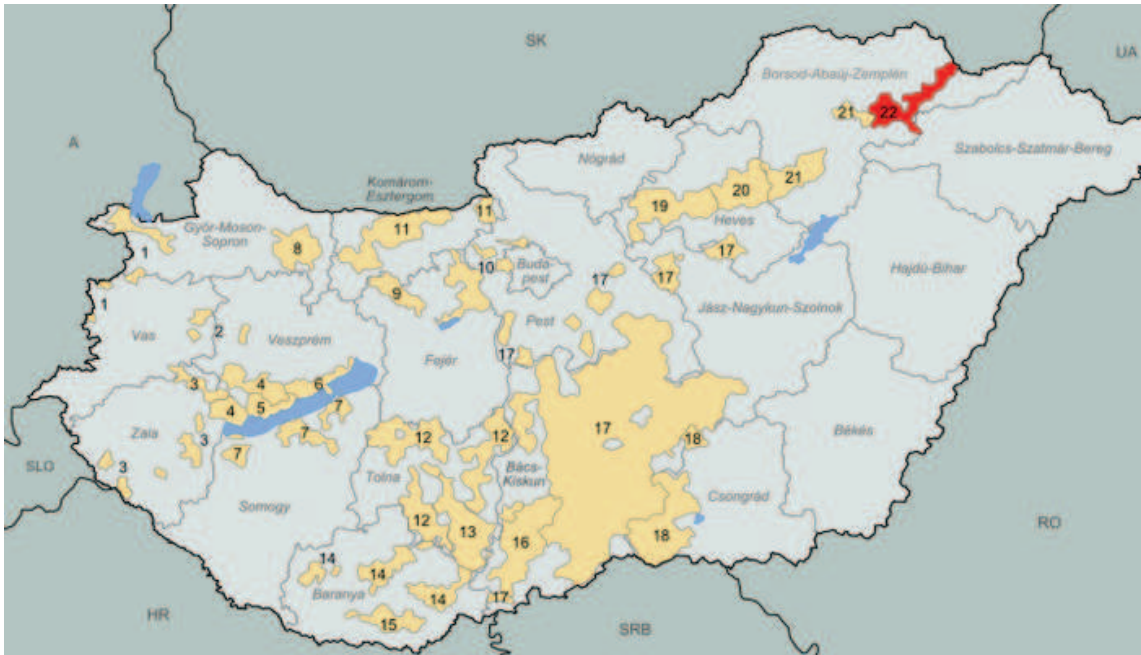 SK
UA
Borsod-Abaúj-Zemplén
21
22
A
Nógrád
Szabolcs-Szatmár-Bereg
Komárom-
Esztergom
21
20
19
11
11
Győr-Moson-
Sopron
Heves
1
8
17
10
Buda-
pest
Hajdú-Bihar
17
17
9
1
Jász-Nagykun-Szolnok
Pest
2
Vas
Veszprém
Fejér
17
3
4
6
4
5
7
17
Zala
3
7
12
12
18
Békés
7
3
SLO
Tolna
Bács-
Kiskun
Csongrád
Somogy
12
13
16
18
RO
14
14
Baranya
14
17
HR
15
SRB